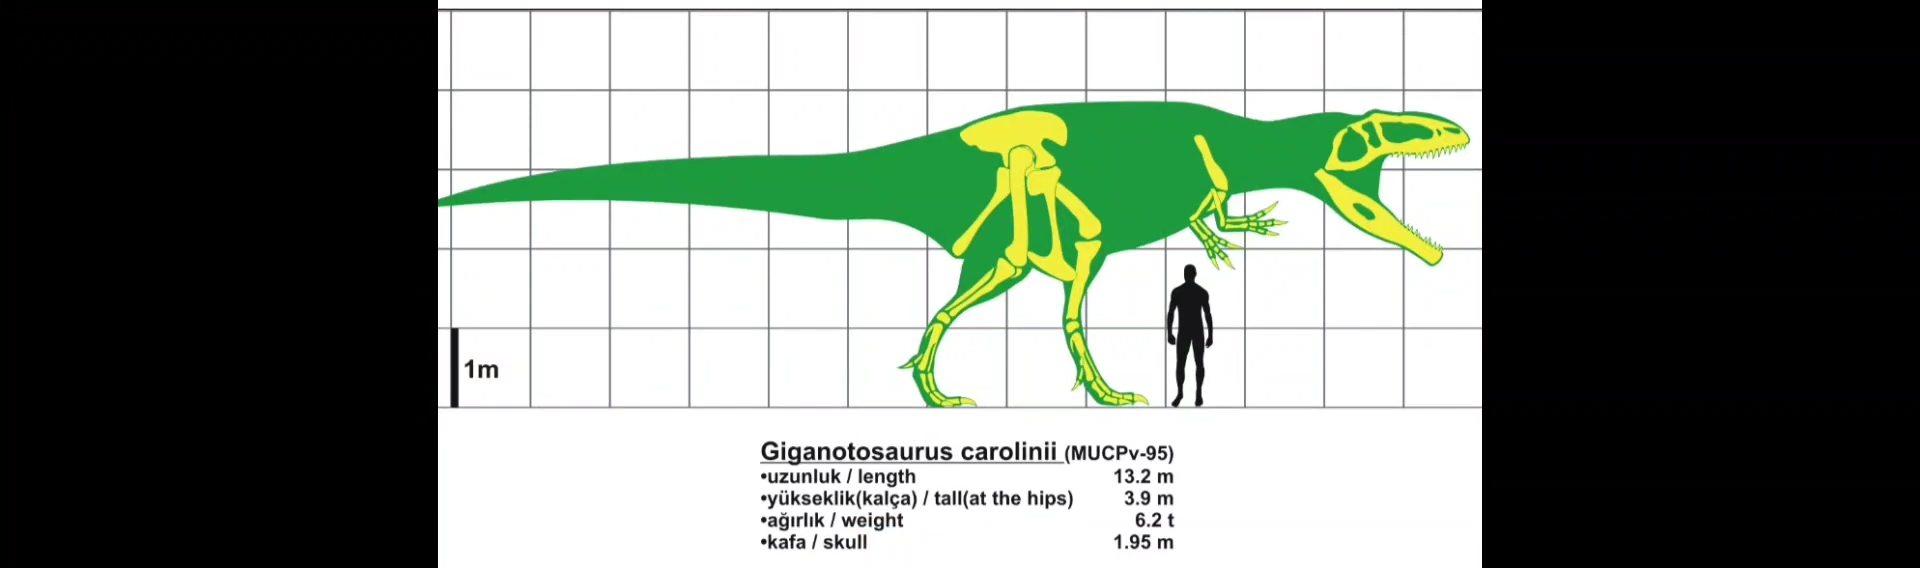 1m
Giganotosaurus carolinii (MUCPv-95)
•uzunluk / length 13.2 m
•yükseklik(kalça) / tall(at the hips) 3.9 m
•ağırlık / weight 6.2 t
•kafa / skull 1.95 m